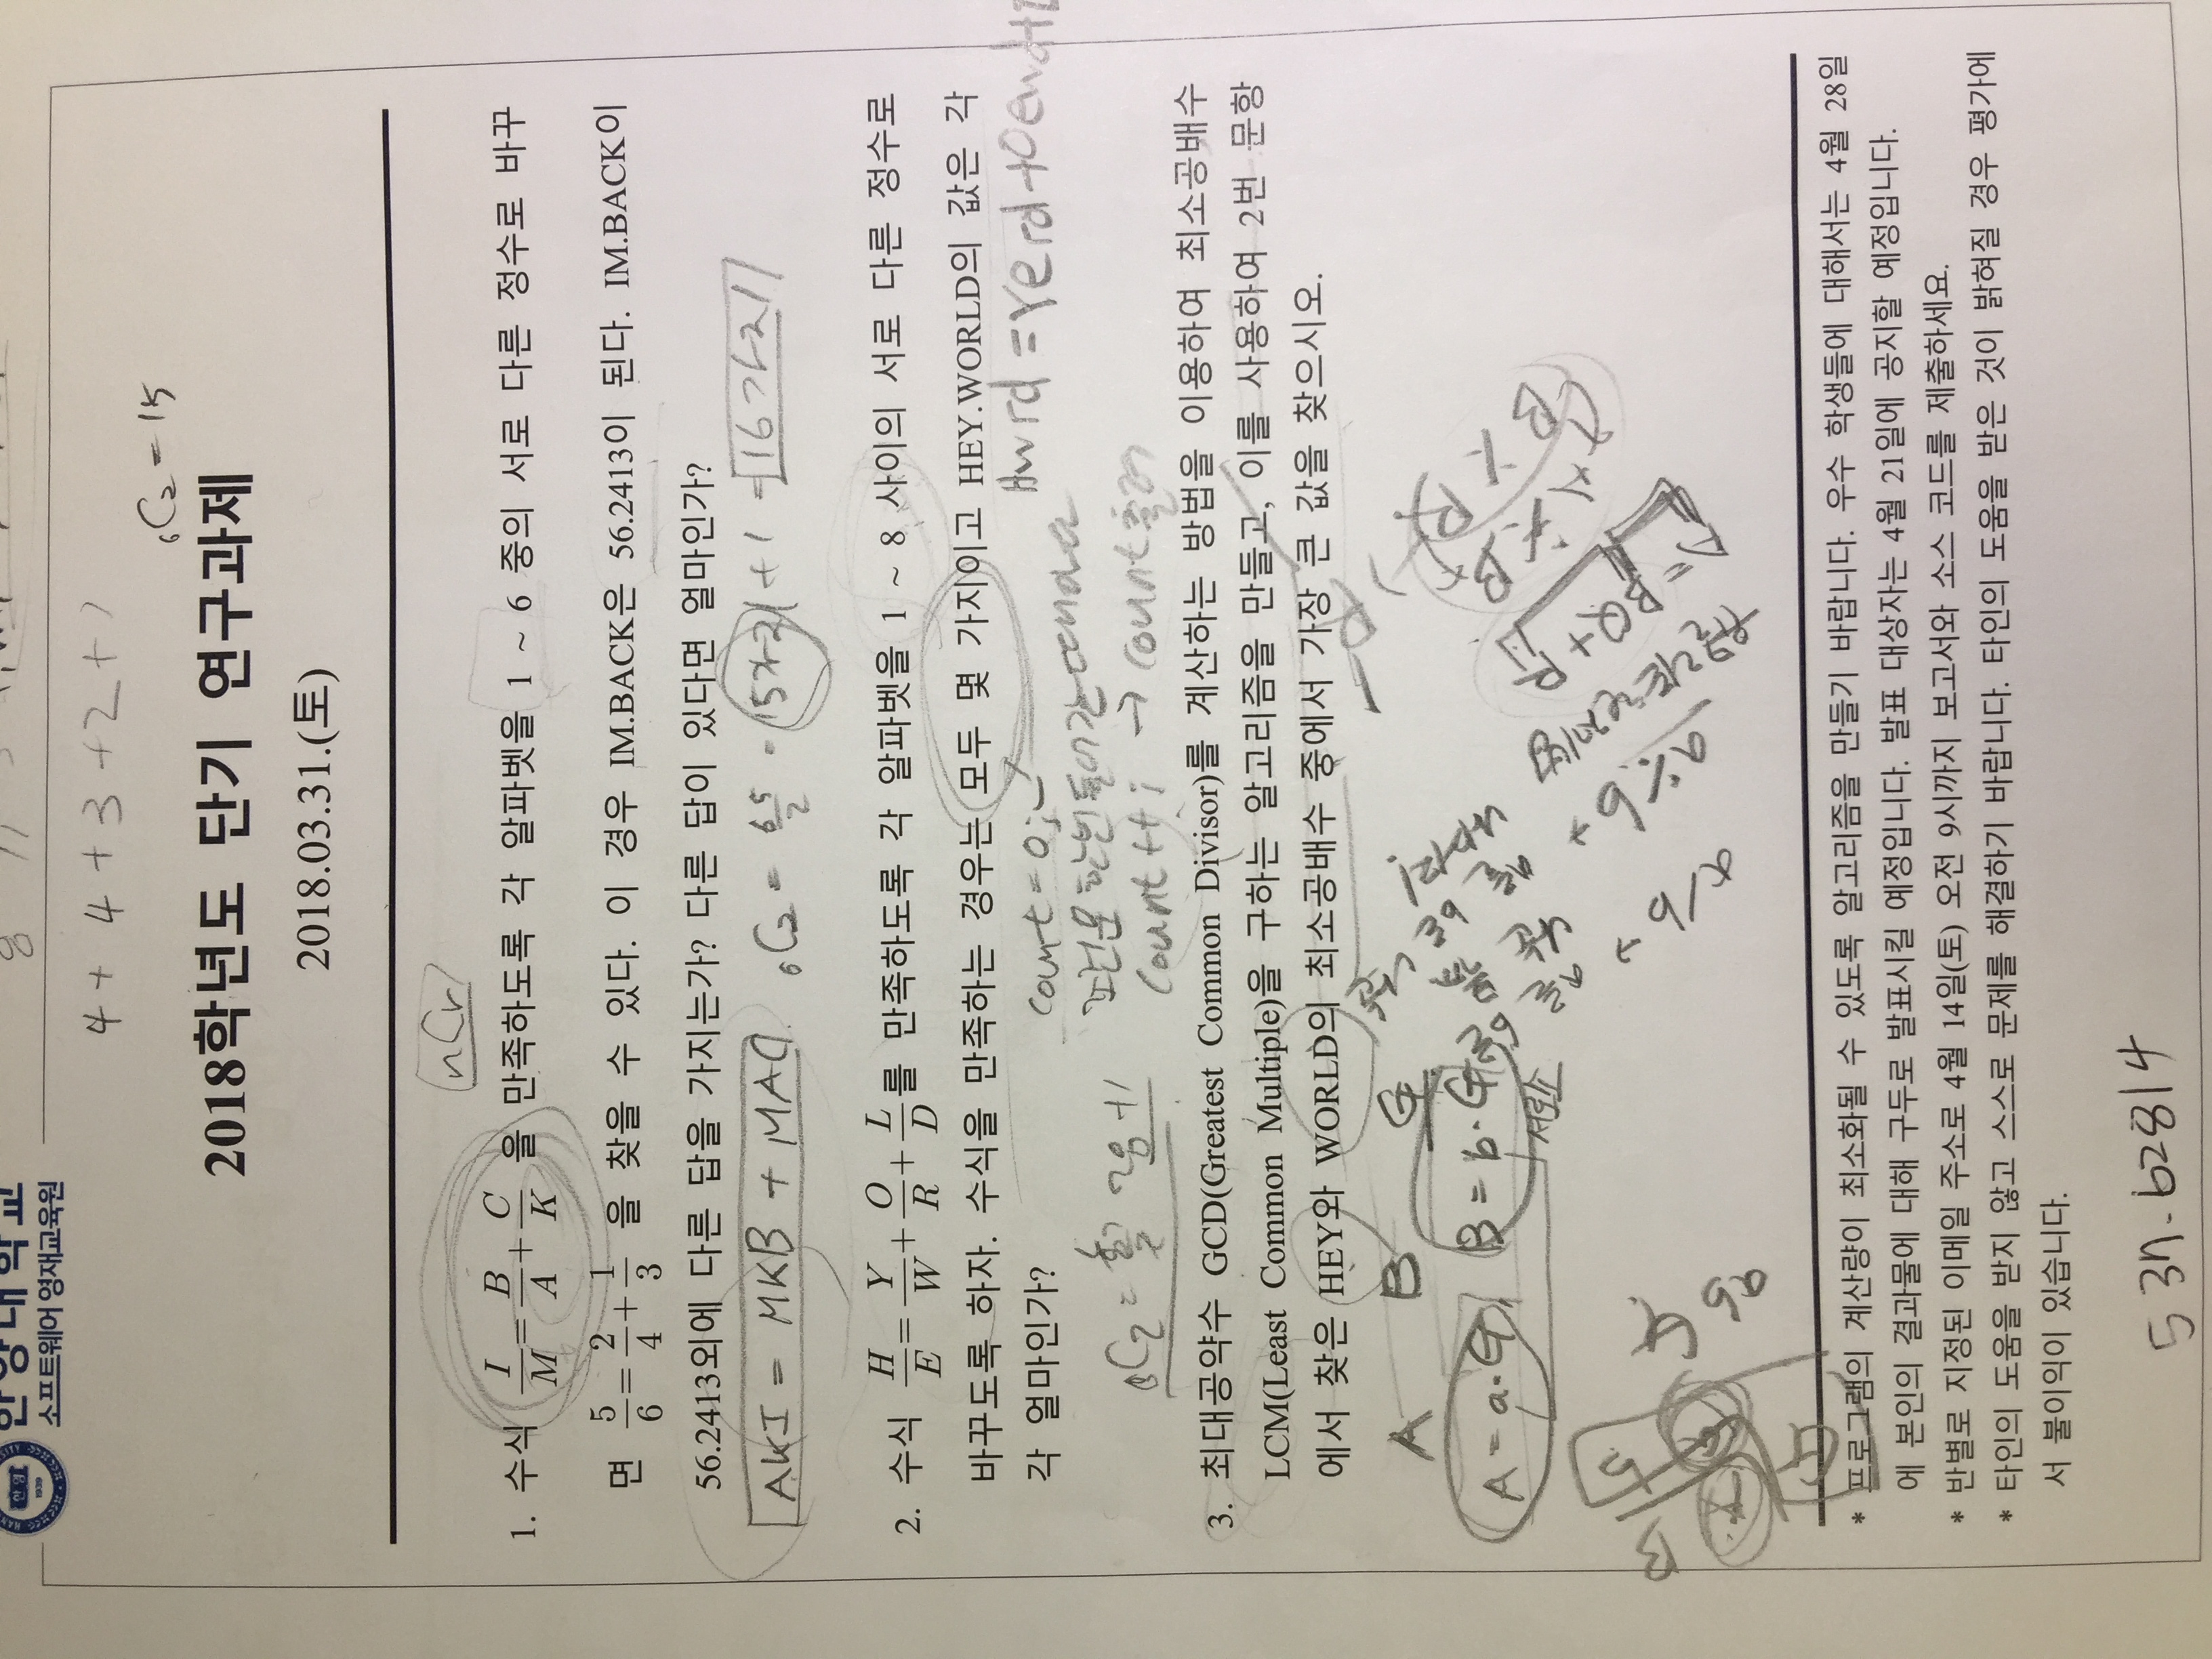 한양대학교
소프트웨어 영재교육원
4 + 4 + 3 + 2 + 1
₆C₂ = 15
2018학년도 단기 연구과제
2018.03.31.(토)
nCr
1. 수식 I/M = B/A + C/K 을 만족하도록 각 알파벳을 1 ~ 6 중의 서로 다른 정수로 바꾸
면 5/6 = 2/4 + 1/3 을 찾을 수 있다. 이 경우 IM.BACK은 56.2413이 된다. IM.BACK이
56.2413외에 다른 답을 가지는가? 다른 답이 있다면 얼마인가?
AKI = MKB + MAC ₆C₂ = 6·5/2 = 15가지 + 1 = 16가지
2. 수식 H/E = Y/W + O/R + L/D 를 만족하도록 각 알파벳을 1 ~ 8 사이의 서로 다른 정수로
바꾸도록 하자. 수식을 만족하는 경우는 모두 몇 가지이고 HEY.WORLD의 값은 각
각 얼마인가?
Hwrd = Yerd + Oewd +
count = 0;
조건문 한번 들어갈 때마다
count++; → count 출력
₈C₂ = +1
3. 최대공약수 GCD(Greatest Common Divisor)를 계산하는 방법을 이용하여 최소공배수
LCM(Least Common Multiple)을 구하는 알고리즘을 만들고, 이를 사용하여 2번 문항
에서 찾은 HEY와 WORLD의 최소공배수 중에서 가장 큰 값을 찾으시오.
A B G
A = a·G, B = b·G
서로소
* 프로그램의 계산량이 최소화될 수 있도록 알고리즘을 만들기 바랍니다. 우수 학생들에 대해서는 4월 28일
에 본인의 결과물에 대해 구두로 발표시킬 예정입니다. 발표 대상자는 4월 21일에 공지할 예정입니다.
* 반별로 지정된 이메일 주소로 4월 14일(토) 오전 9시까지 보고서와 소스 코드를 제출하세요.
* 타인의 도움을 받지 않고 스스로 문제를 해결하기 바랍니다. 타인의 도움을 받은 것이 밝혀질 경우 평가에
서 불이익이 있습니다.
537.62814